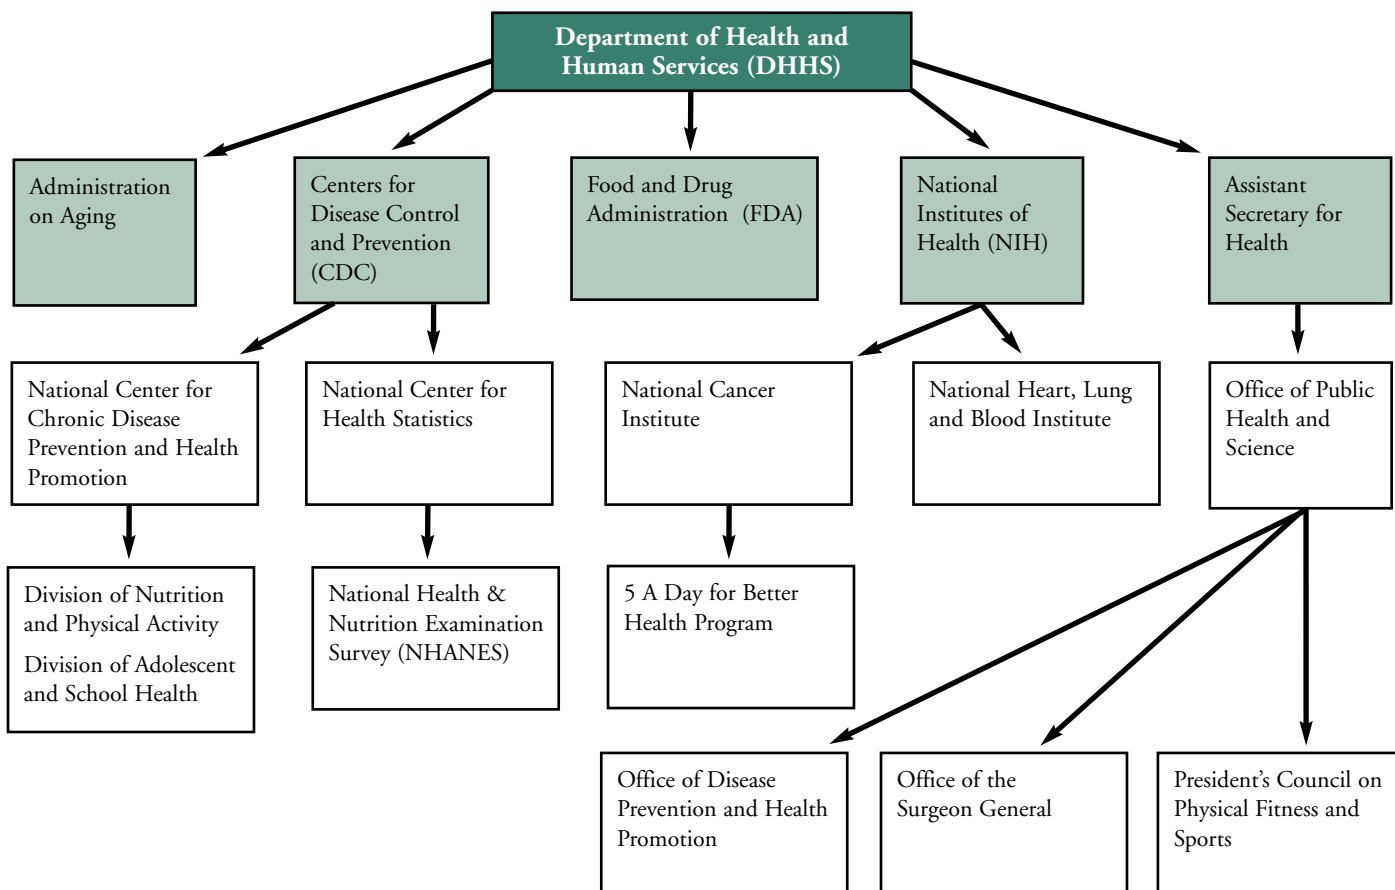 Department of Health and
Human Services (DHHS)
Administration
on Aging
Centers for
Disease Control
and Prevention
(CDC)
Food and Drug
Administration (FDA)
National
Institutes of
Health (NIH)
Assistant
Secretary for
Health
National Center for
Chronic Disease
Prevention and Health
Promotion
National Center for
Health Statistics
National Cancer
Institute
National Heart, Lung
and Blood Institute
Office of Public
Health and
Science
Division of Nutrition
and Physical Activity
Division of Adolescent
and School Health
National Health &
Nutrition Examination
Survey (NHANES)
5 A Day for Better
Health Program
Office of Disease
Prevention and Health
Promotion
Office of the
Surgeon General
President’s Council on
Physical Fitness and
Sports